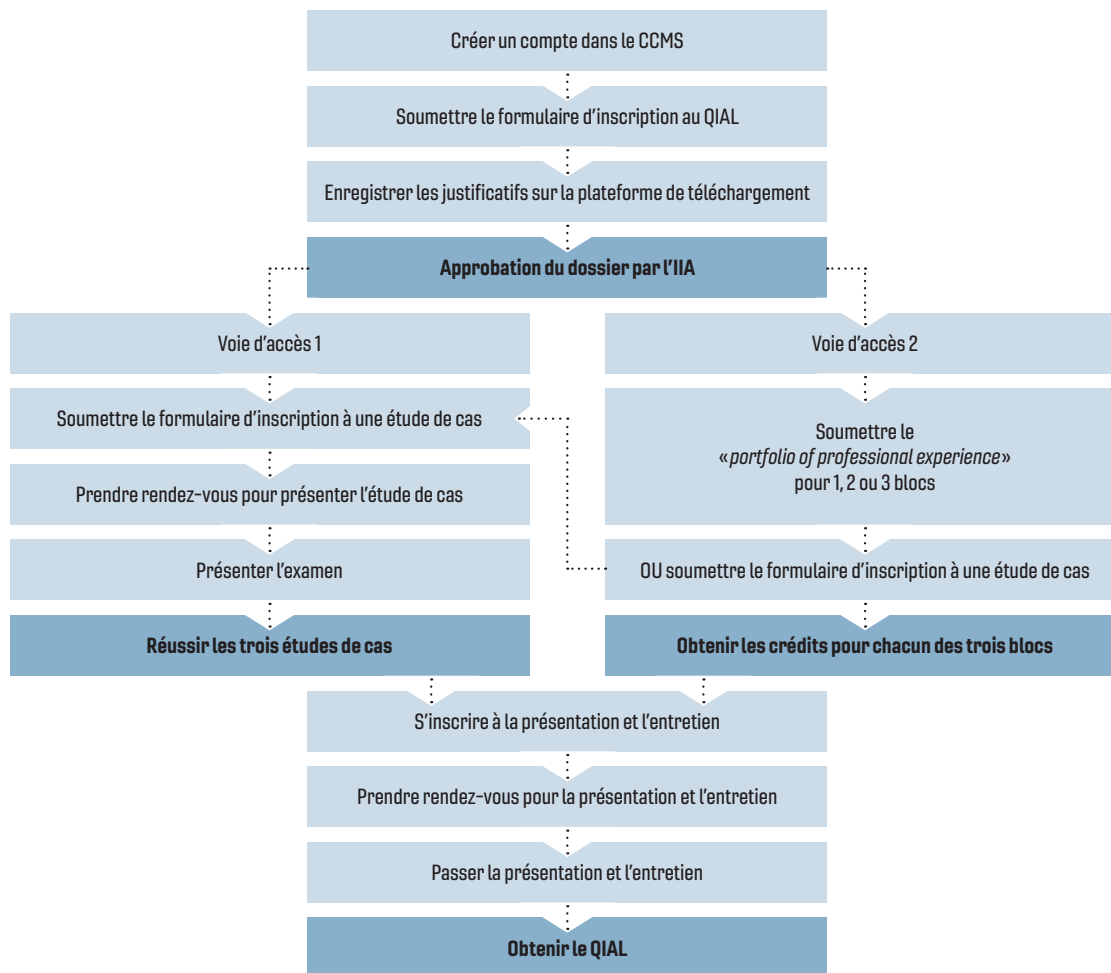 Créer un compte dans le CCMS
Soumettre le formulaire d'inscription au QIAL
Enregistrer les justificatifs sur la plateforme de téléchargement
Approbation du dossier par l'IIA
Voie d'accès 1
Soumettre le formulaire d'inscription à une étude de cas
Prendre rendez-vous pour présenter l'étude de cas
Présenter l'examen
Réussir les trois études de cas
Voie d'accès 2
Soumettre le
«portfolio of professional experience»
pour 1, 2 ou 3 blocs
OU soumettre le formulaire d'inscription à une étude de cas
Obtenir les crédits pour chacun des trois blocs
S'inscrire à la présentation et l'entretien
Prendre rendez-vous pour la présentation et l'entretien
Passer la présentation et l'entretien
Obtenir le QIAL